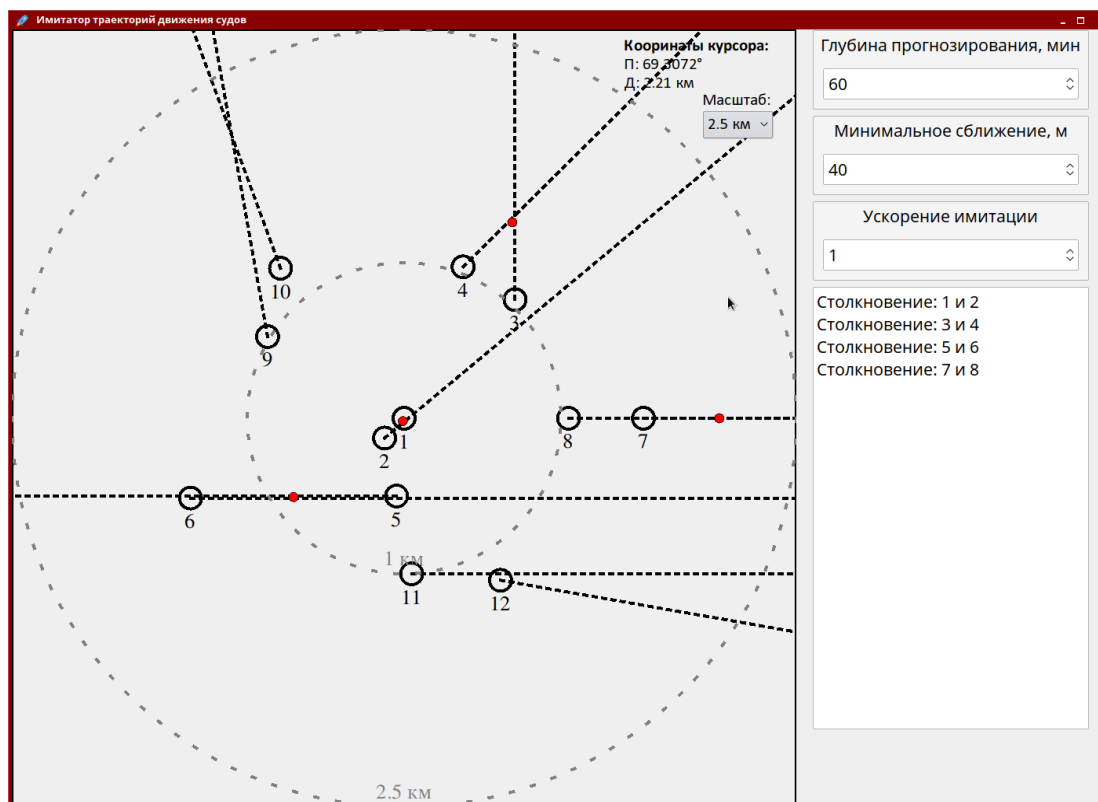 Имитатор траекторий движения судов
Кооринаты курсора:
П: 69.3072°
Д: 2.21 км
Масштаб:
2.5 км
10
4
3
9
1
2
8
7
6
5
1 км
11
12
2.5 км
Глубина прогнозирования, мин
60
Минимальное сближение, м
40
Ускорение имитации
1
Столкновение: 1 и 2
Столкновение: 3 и 4
Столкновение: 5 и 6
Столкновение: 7 и 8